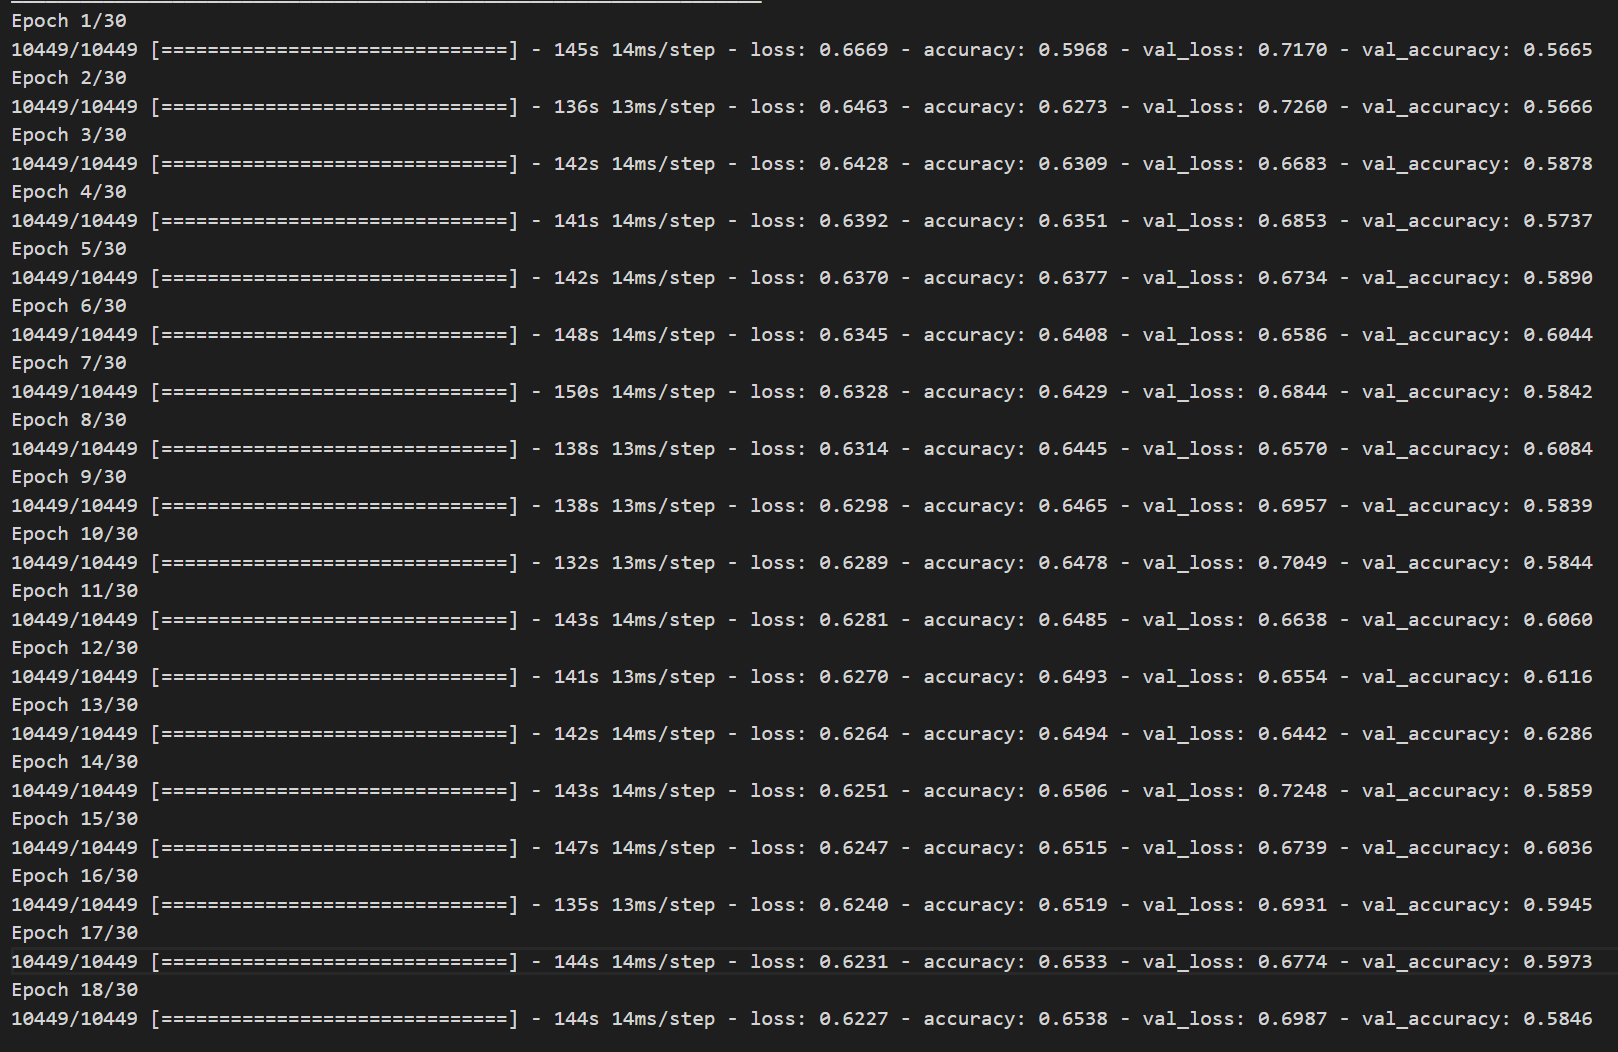 Epoch 1/30
10449/10449 [==============================] - 145s 14ms/step - loss: 0.6669 - accuracy: 0.5968 - val_loss: 0.7170 - val_accuracy: 0.5665
Epoch 2/30
10449/10449 [==============================] - 136s 13ms/step - loss: 0.6463 - accuracy: 0.6273 - val_loss: 0.7260 - val_accuracy: 0.5666
Epoch 3/30
10449/10449 [==============================] - 142s 14ms/step - loss: 0.6428 - accuracy: 0.6309 - val_loss: 0.6683 - val_accuracy: 0.5878
Epoch 4/30
10449/10449 [==============================] - 141s 14ms/step - loss: 0.6392 - accuracy: 0.6351 - val_loss: 0.6853 - val_accuracy: 0.5737
Epoch 5/30
10449/10449 [==============================] - 142s 14ms/step - loss: 0.6370 - accuracy: 0.6377 - val_loss: 0.6734 - val_accuracy: 0.5890
Epoch 6/30
10449/10449 [==============================] - 148s 14ms/step - loss: 0.6345 - accuracy: 0.6408 - val_loss: 0.6586 - val_accuracy: 0.6044
Epoch 7/30
10449/10449 [==============================] - 150s 14ms/step - loss: 0.6328 - accuracy: 0.6429 - val_loss: 0.6844 - val_accuracy: 0.5842
Epoch 8/30
10449/10449 [==============================] - 138s 13ms/step - loss: 0.6314 - accuracy: 0.6445 - val_loss: 0.6570 - val_accuracy: 0.6084
Epoch 9/30
10449/10449 [==============================] - 138s 13ms/step - loss: 0.6298 - accuracy: 0.6465 - val_loss: 0.6957 - val_accuracy: 0.5839
Epoch 10/30
10449/10449 [==============================] - 132s 13ms/step - loss: 0.6289 - accuracy: 0.6478 - val_loss: 0.7049 - val_accuracy: 0.5844
Epoch 11/30
10449/10449 [==============================] - 143s 14ms/step - loss: 0.6281 - accuracy: 0.6485 - val_loss: 0.6638 - val_accuracy: 0.6060
Epoch 12/30
10449/10449 [==============================] - 141s 13ms/step - loss: 0.6270 - accuracy: 0.6493 - val_loss: 0.6554 - val_accuracy: 0.6116
Epoch 13/30
10449/10449 [==============================] - 142s 14ms/step - loss: 0.6264 - accuracy: 0.6494 - val_loss: 0.6442 - val_accuracy: 0.6286
Epoch 14/30
10449/10449 [==============================] - 143s 14ms/step - loss: 0.6251 - accuracy: 0.6506 - val_loss: 0.7248 - val_accuracy: 0.5859
Epoch 15/30
10449/10449 [==============================] - 147s 14ms/step - loss: 0.6247 - accuracy: 0.6515 - val_loss: 0.6739 - val_accuracy: 0.6036
Epoch 16/30
10449/10449 [==============================] - 135s 13ms/step - loss: 0.6240 - accuracy: 0.6519 - val_loss: 0.6931 - val_accuracy: 0.5945
Epoch 17/30
10449/10449 [==============================] - 144s 14ms/step - loss: 0.6231 - accuracy: 0.6533 - val_loss: 0.6774 - val_accuracy: 0.5973
Epoch 18/30
10449/10449 [==============================] - 144s 14ms/step - loss: 0.6227 - accuracy: 0.6538 - val_loss: 0.6987 - val_accuracy: 0.5846